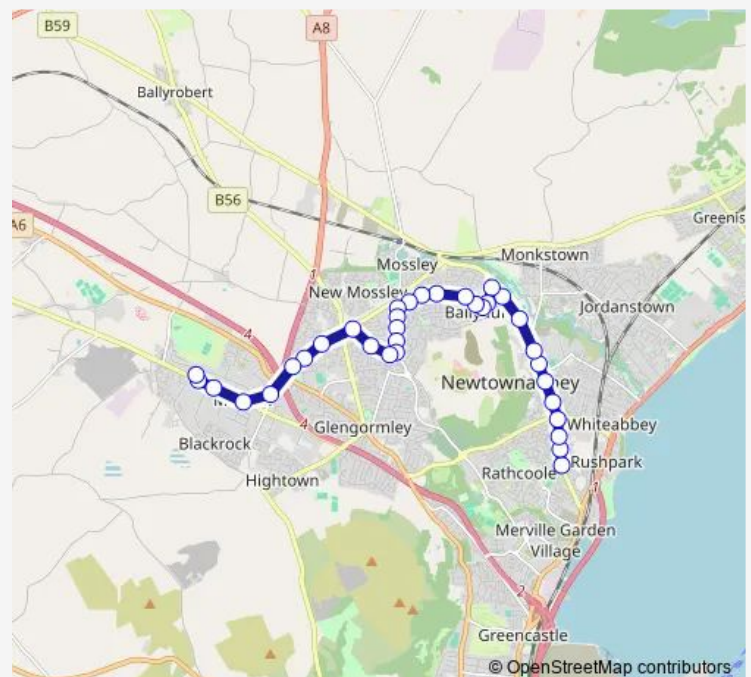 B59
A8
Ballyrobert
B56
Greenis
A6
1
Mossley
Monkstown
New Mossley
Jordanstown
4
Newtownabbey
4
Glengormley
Whiteabbey
Blackrock
Rathcoole
Rushpark
Hightown
1
Merville Garden
Village
2
Greencastle
© OpenStreetMap contributors